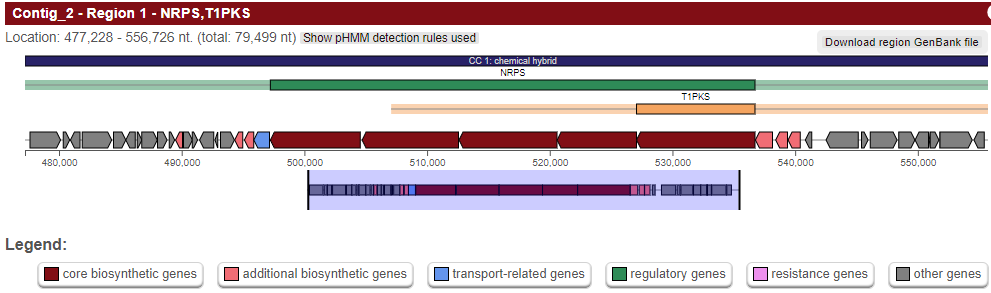 Contig_2 - Region 1 - NRPS,T1PKS
Location: 477,228 - 556,726 nt. (total: 79,499 nt) Show pHMM detection rules used
Download region GenBank file
CC 1: chemical hybrid
NRPS
T1PKS
480,000 490,000 500,000 510,000 520,000 530,000 540,000 550,000
Legend:
core biosynthetic genes additional biosynthetic genes transport-related genes regulatory genes resistance genes other genes